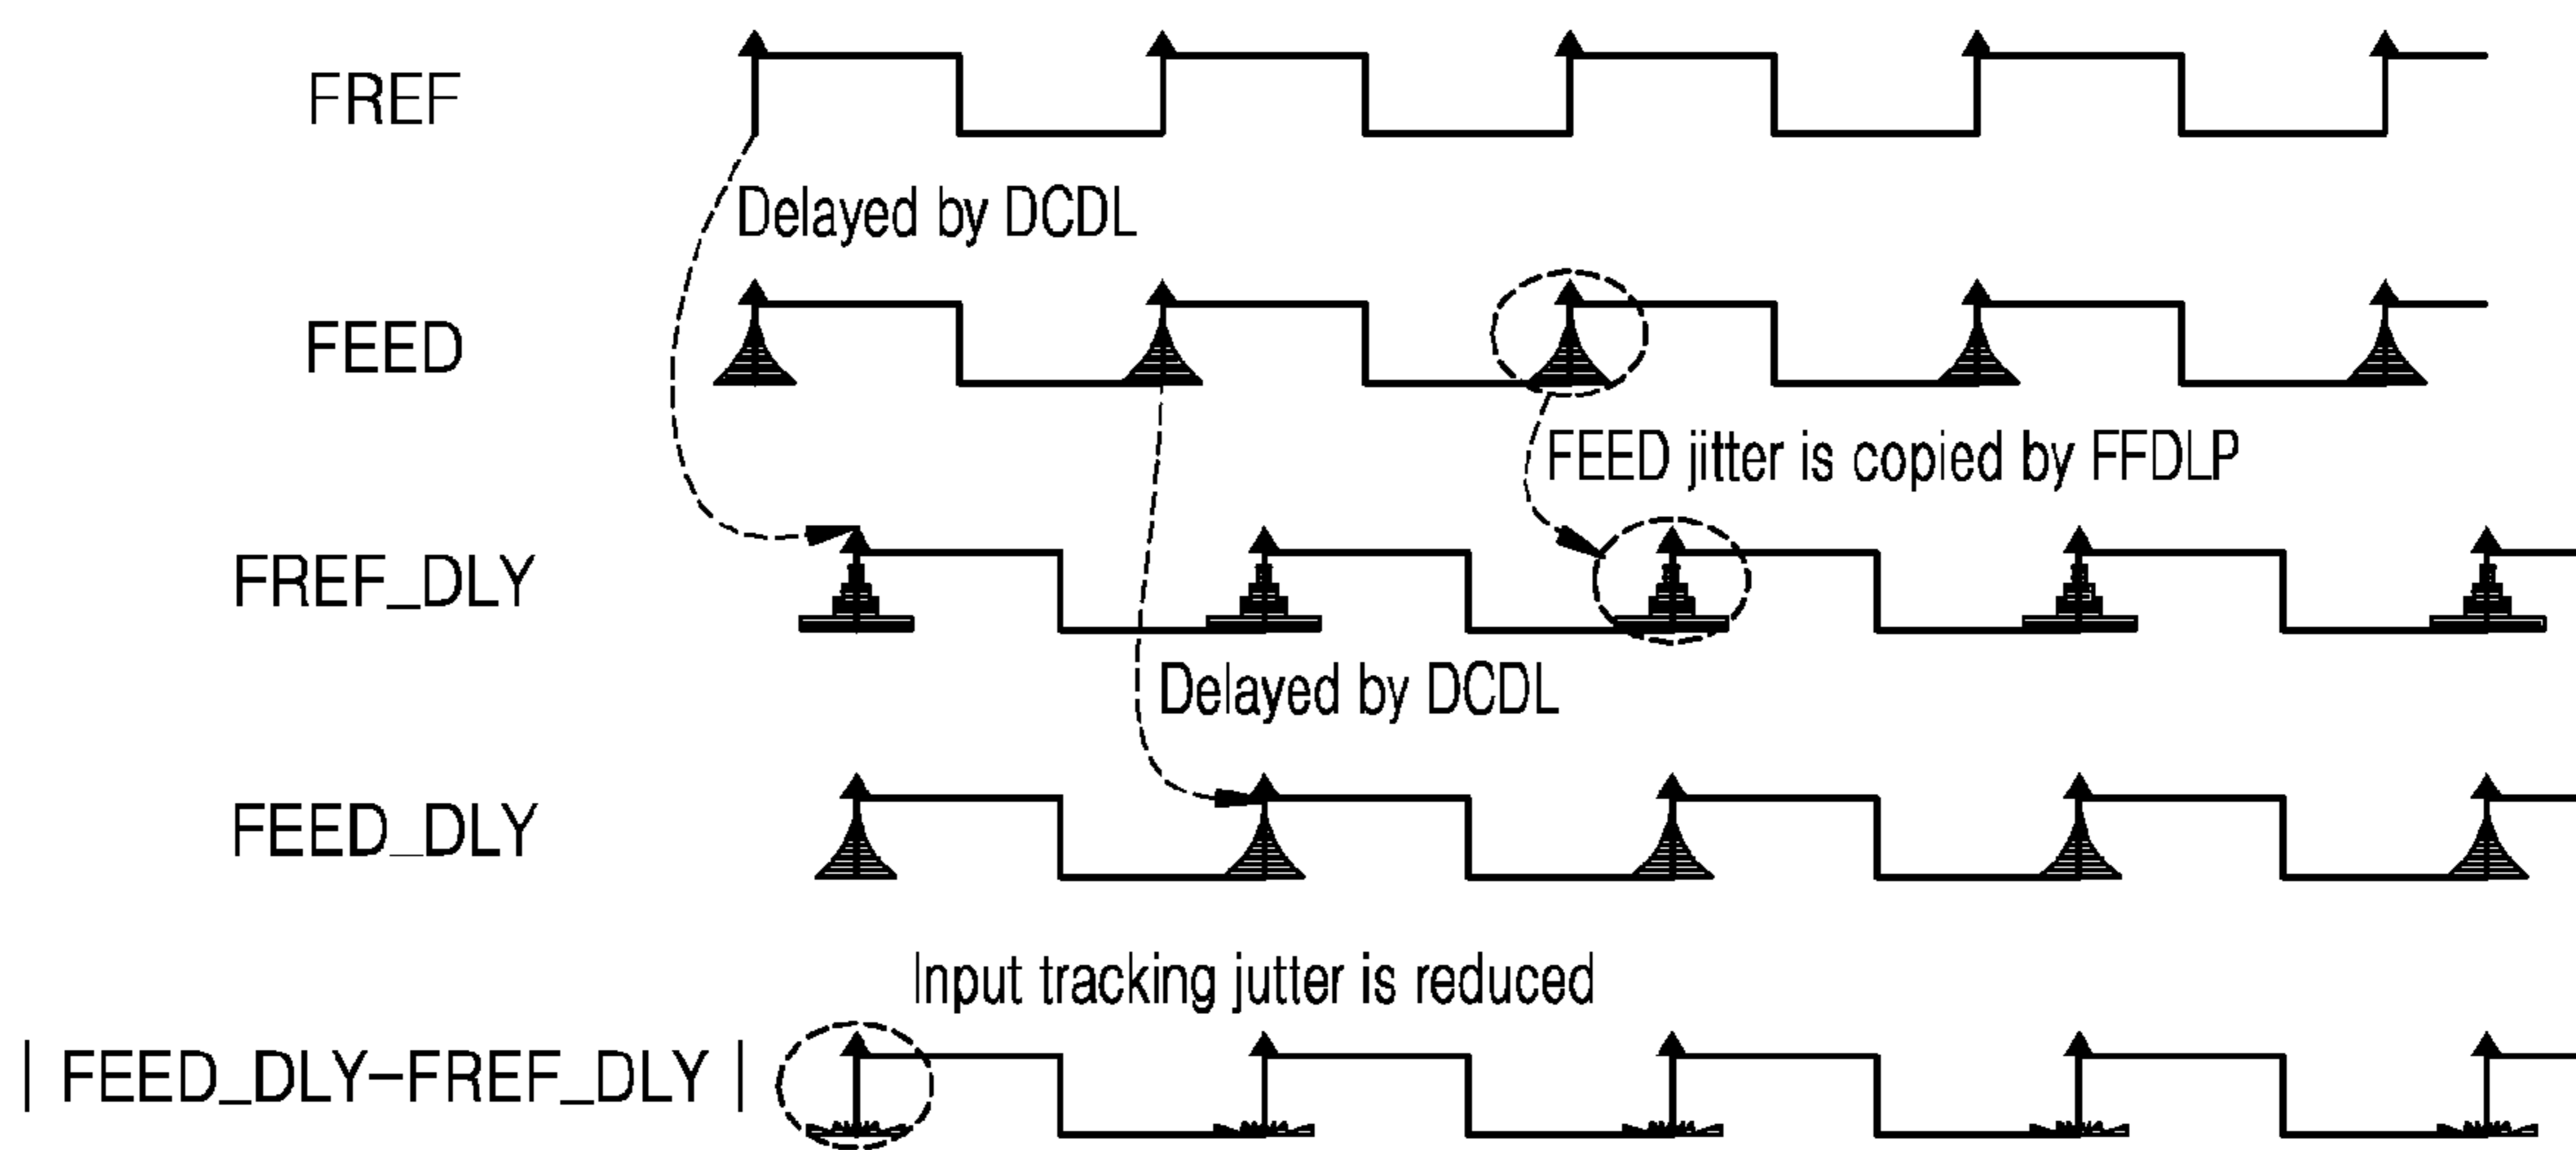 FREF
Delayed by DCDL
FEED
FEED jitter is copied by FFDLP
FREF_DLY
Delayed by DCDL
FEED_DLY
Input tracking jutter is reduced
| FEED_DLY-FREF_DLY |